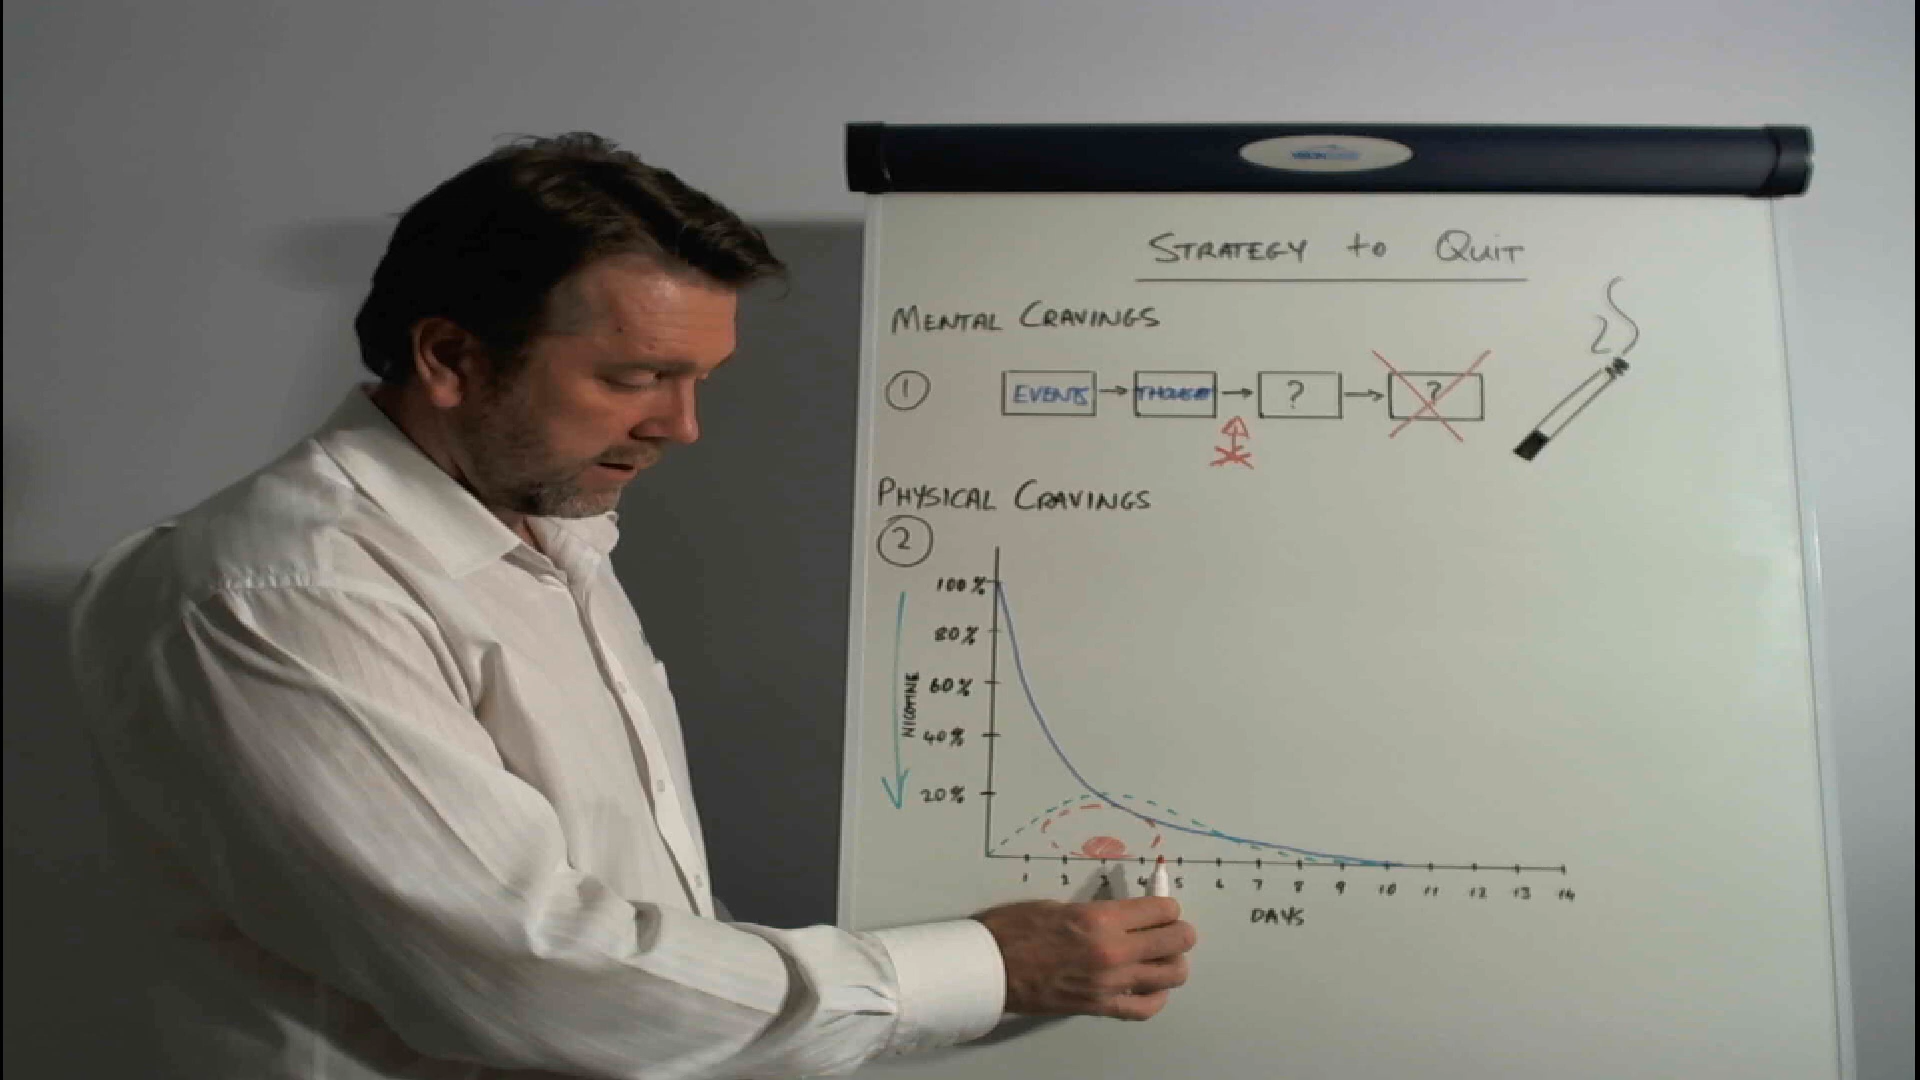 STRATEGY to QUIT
MENTAL CRAVINGS
1
EVENTS THOUGHT ? ?
PHYSICAL CRAVINGS
2
100%
80%
60%
40%
20%
NICOTINE
1 2 3 4 5 6 7 8 9 10 11 12 13 14
DAYS